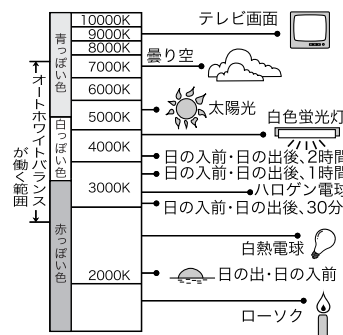 10000K
9000K
8000K
7000K
6000K
5000K
4000K
3000K
2000K
青っぽい色
白っぽい色
赤っぽい色
オートホワイトバランス
が働く範囲
テレビ画面
曇り空
太陽光
白色蛍光灯
日の入前・日の出後、2時間
日の入前・日の出後、1時間
ハロゲン電球
日の入前・日の出後、30分
白熱電球
日の出・日の入前
ローソク